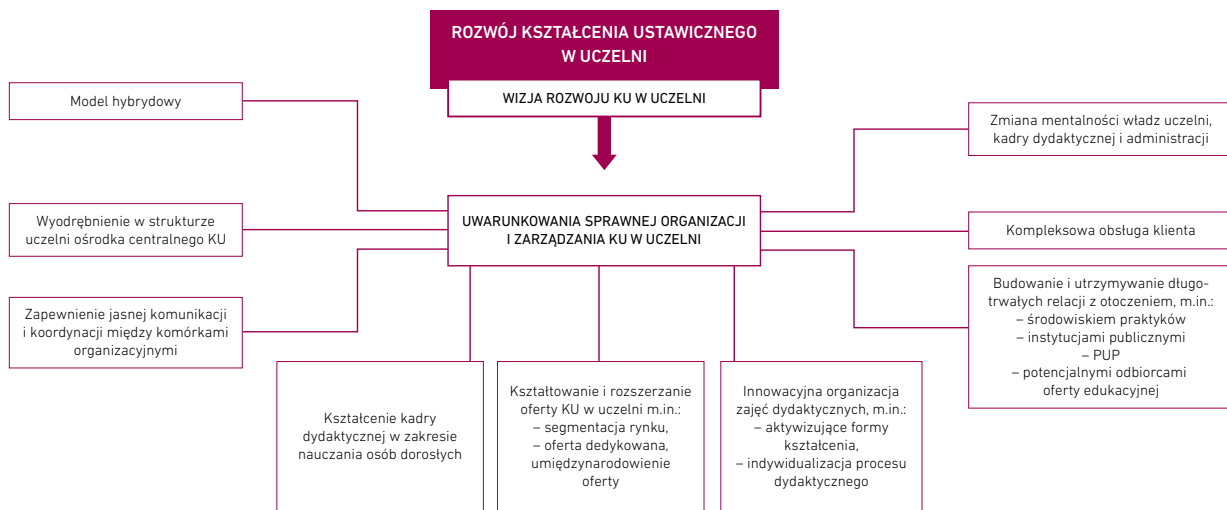 ROZWÓJ KSZTAŁCENIA USTAWICZNEGO
W UCZELNI
WIZJA ROZWOJU KU W UCZELNI
Model hybrydowy
Zmiana mentalności władz uczelni,
kadry dydaktycznej i administracji
Wyodrębnienie w strukturze
uczelni ośrodka centralnego KU
UWARUNKOWANIA SPRAWNEJ ORGANIZACJI
I ZARZĄDZANIA KU W UCZELNI
Kompleksowa obsługa klienta
Zapewnienie jasnej komunikacji
i koordynacji między komórkami
organizacyjnymi
Budowanie i utrzymywanie długo-
trwałych relacji z otoczeniem, m.in.:
– środowiskiem praktyków
– instytucjami publicznymi
– PUP
– potencjalnymi odbiorcami
oferty edukacyjnej
Kształcenie kadry
dydaktycznej w zakresie
nauczania osób dorosłych
Kształtowanie i rozszerzanie
oferty KU w uczelni m.in.:
– segmentacja rynku,
– oferta dedykowana,
umiędzynarodowienie
oferty
Innowacyjna organizacja
zajęć dydaktycznych, m.in.:
– aktywizujące formy
kształcenia,
– indywidualizacja procesu
dydaktycznego